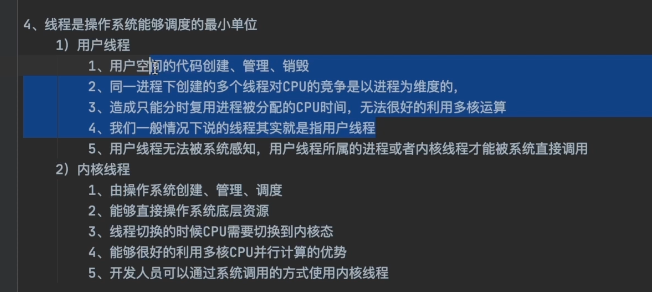 4、线程是操作系统能够调度的最小单位
1）用户线程
1、用户空间的代码创建、管理、销毁
2、同一进程下创建的多个线程对CPU的竞争是以进程为维度的，
3、造成只能分时复用进程被分配的CPU时间，无法很好的利用多核运算
4、我们一般情况下说的线程其实就是指用户线程
5、用户线程无法被系统感知，用户线程所属的进程或者内核线程才能被系统直接调用
2）内核线程
1、由操作系统创建、管理、调度
2、能够直接操作系统底层资源
3、线程切换的时候CPU需要切换到内核态
4、能够很好的利用多核CPU并行计算的优势
5、开发人员可以通过系统调用的方式使用内核线程